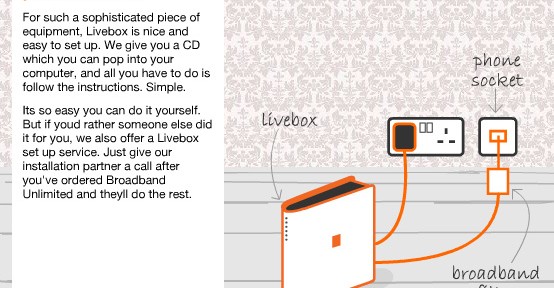 For such a sophisticated piece of
equipment, Livebox is nice and
easy to set up. We give you a CD
which you can pop into your
computer, and all you have to do is
follow the instructions. Simple.
Its so easy you can do it yourself.
But if youd rather someone else did
it for you, we also offer a Livebox
set up service. Just give our
installation partner a call after
you've ordered Broadband
Unlimited and theyll do the rest.
phone
socket
livebox
broadband